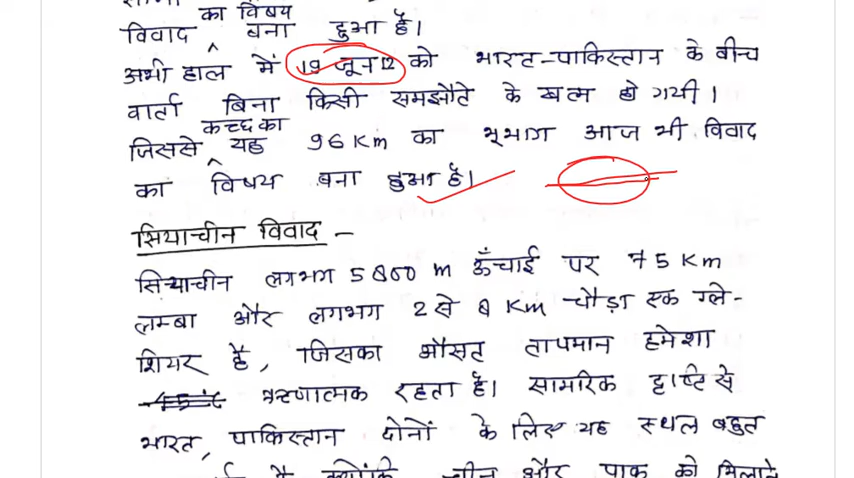 का विषय
विवाद बना हुआ है।
अभी हाल में 19 जून 12 को भारत-पाकिस्तान के बीच
वार्ता बिना किसी समझौते के खत्म हो गयी।
कच्छ का
जिससे यह 96 Km का भूभाग आज भी विवाद
का विषय बना हुआ है।
सियाचीन विवाद -
सियाचीन लगभग m ऊँचाई पर 75 Km
लम्बा और लगभग 2 से 8 Km चौड़ा एक ग्ले-
शियर है, जिसका औसत तापमान हमेशा
ऋणात्मक रहता है। सामरिक दृष्टि से
भारत, पाकिस्तान दोनों के लिए यह स्थल बहुत
है क्योंकि चीन और पाक को मिलाने